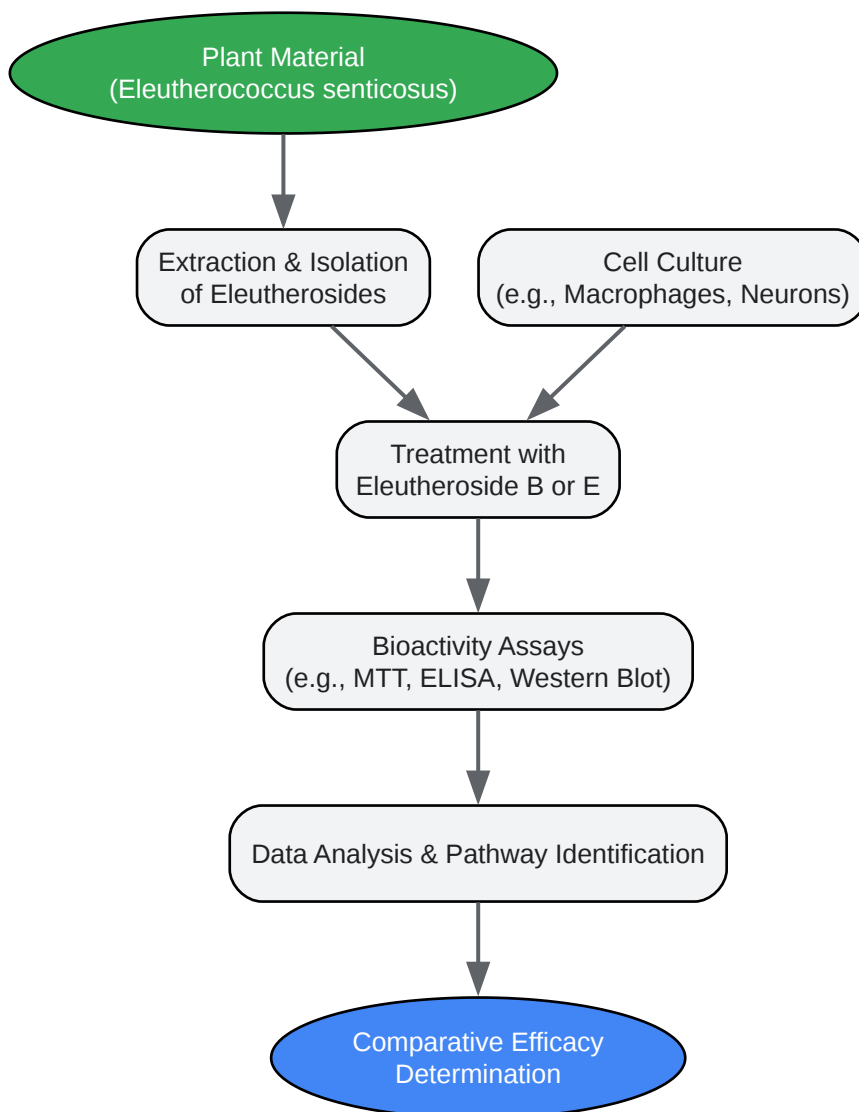 Plant Material
(Eleutherococcus senticosus)
Extraction & Isolation
of Eleutherosides
Cell Culture
(e.g., Macrophages, Neurons)
Treatment with
Eleutheroside B or E
Bioactivity Assays
(e.g., MTT, ELISA, Western Blot)
Data Analysis & Pathway Identification
Comparative Efficacy
Determination